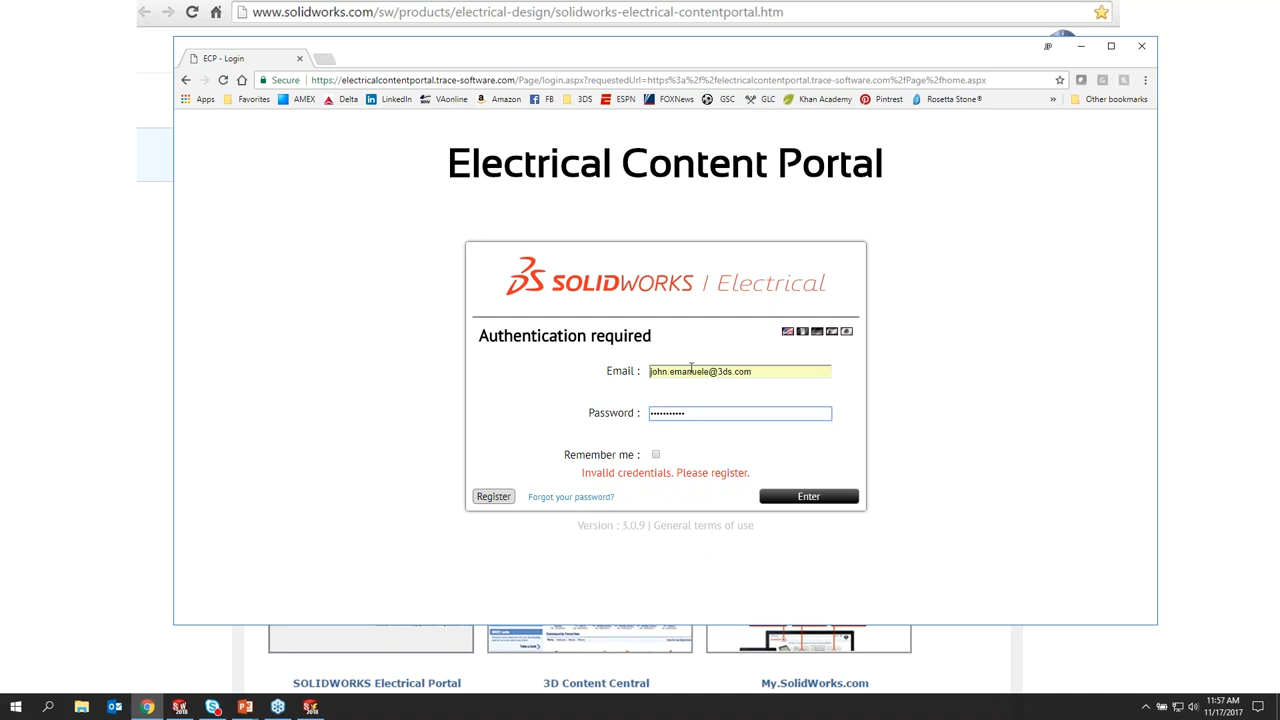 www.solidworks.com/sw/products/electrical-design/solidworks-electrical-contentportal.htm
ECP - Login
Secure https://electricalcontentportal.trace-software.com/Page/login.aspx?requestedUrl=https%3a%2f%2felectricalcontentportal.trace-software.com%2fPage%2fhome.aspx
Apps Favorites AMEX Delta LinkedIn VAonline Amazon FB 3DS ESPN FOXNews GSC GLC Khan Academy Pintrest Rosetta Stone® » Other bookmarks
Electrical Content Portal
SOLIDWORKS | Electrical
Authentication required
Email : john.emanuele@3ds.com
Password : •••••••••••
Remember me :
Invalid credentials. Please register.
Register Forgot your password? Enter
Version : 3.0.9 | General terms of use
SOLIDWORKS Electrical Portal 3D Content Central My.SolidWorks.com
11:57 AM
11/17/2017